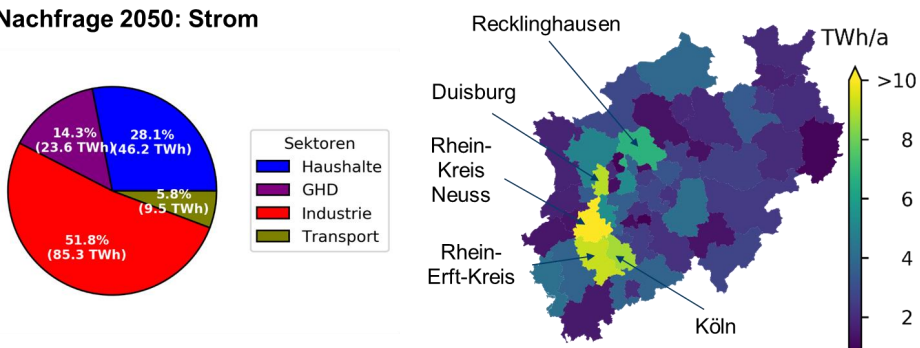 Nachfrage 2050: Strom
14.3%
(23.6 TWh)
28.1%
(46.2 TWh)
5.8%
(9.5 TWh)
51.8%
(85.3 TWh)
Sektoren
Haushalte
GHD
Industrie
Transport
Recklinghausen
Duisburg
Rhein-
Kreis
Neuss
Rhein-
Erft-Kreis
Köln
TWh/a
>10
8
6
4
2